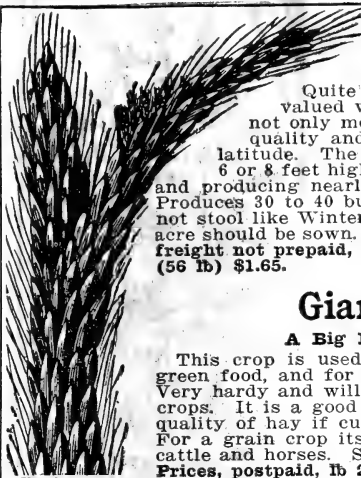 Quite
valued v
not only mo
quality and
latitude. The
6 or 8 feet hig
and producing nearl
Produces 30 to 40 bu
not stool like Winter
acre should be sown.
freight not prepaid,
(56 lb) $1.65.
Gian
A Big
This crop is used
green food, and for
Very hardy and will
crops. It is a good
quality of hay if cu
For a grain crop its
cattle and horses. S
Prices, postpaid, lb 2